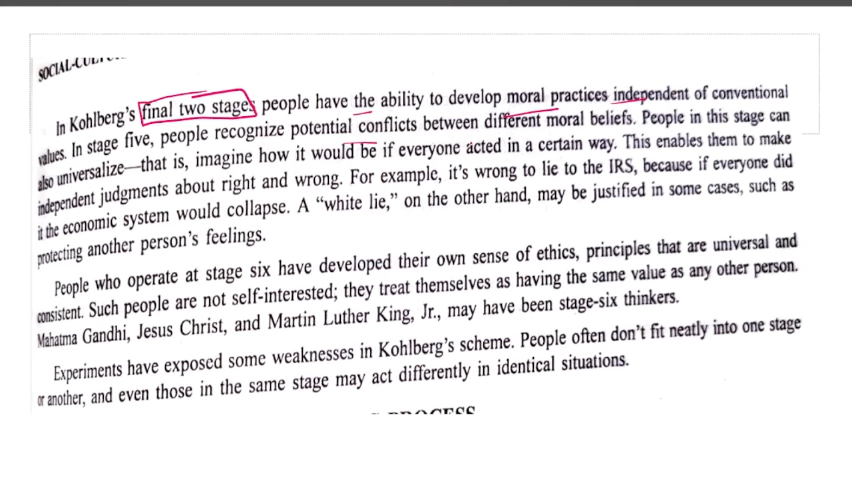 In Kohlberg's final two stages people have the ability to develop moral practices independent of conventional
values. In stage five, people recognize potential conflicts between different moral beliefs. People in this stage can
also universalize—that is, imagine how it would be if everyone acted in a certain way. This enables them to make
independent judgments about right and wrong. For example, it's wrong to lie to the IRS, because if everyone did
it the economic system would collapse. A “white lie,” on the other hand, may be justified in some cases, such as
protecting another person's feelings.
People who operate at stage six have developed their own sense of ethics, principles that are universal and
consistent. Such people are not self-interested; they treat themselves as having the same value as any other person.
Mahatma Gandhi, Jesus Christ, and Martin Luther King, Jr., may have been stage-six thinkers.
Experiments have exposed some weaknesses in Kohlberg's scheme. People often don't fit neatly into one stage
or another, and even those in the same stage may act differently in identical situations.